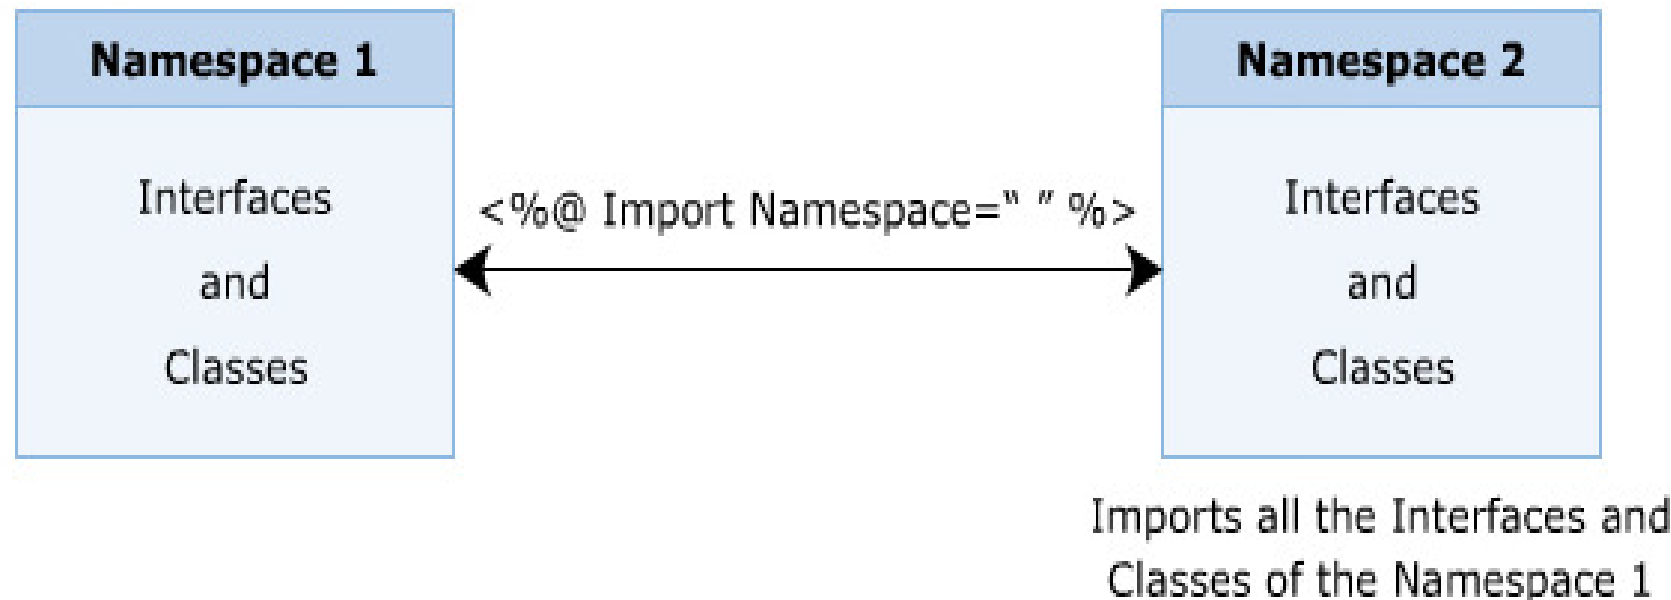 Namespace 1
Interfaces
and
Classes
<%@ Import Namespace=“ ” %>
Namespace 2
Interfaces
and
Classes
Imports all the Interfaces and
Classes of the Namespace 1